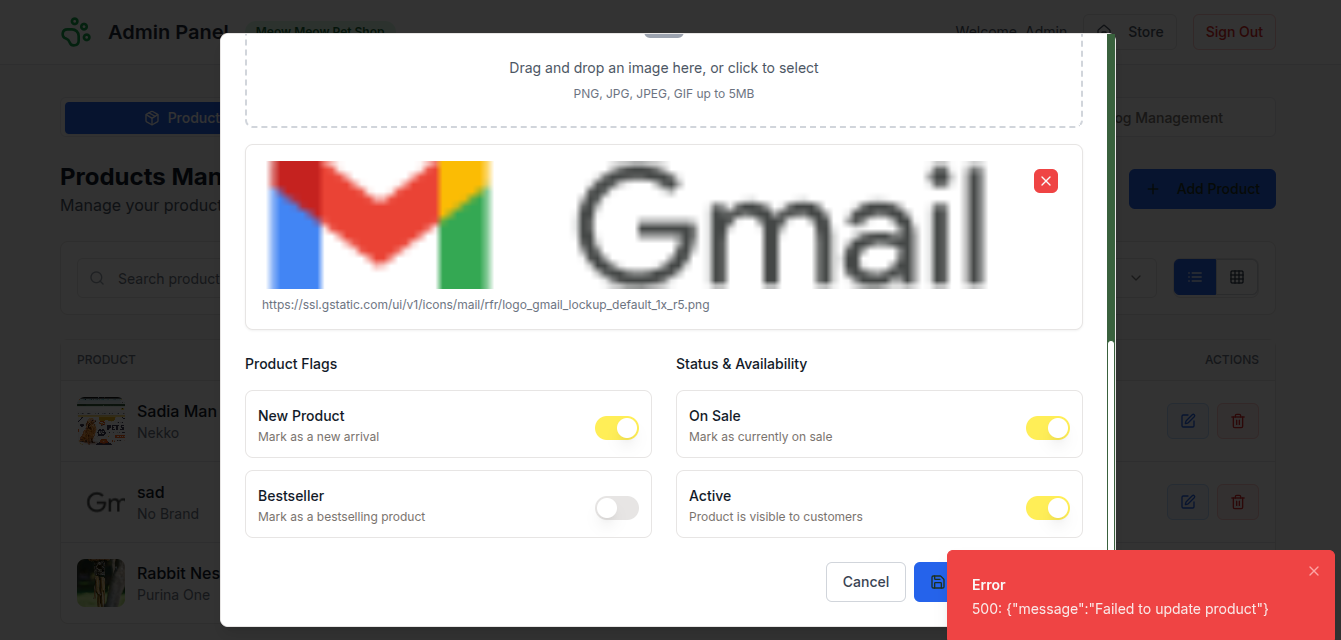 Admin Panel
Meow Meow Pet Shop
Welcome, Admin
Store
Sign Out
Drag and drop an image here, or click to select
PNG, JPG, JPEG, GIF up to 5MB
Product
og Management
Products Man
Manage your product
Add Product
Gmail
https://ssl.gstatic.com/ui/v1/icons/mail/rfr/logo_gmail_lockup_default_1x_r5.png
Search product
PRODUCT
ACTIONS
Product Flags
Status & Availability
New Product
Mark as a new arrival
On Sale
Mark as currently on sale
Sadia Man
Nekko
Bestseller
Mark as a bestselling product
Active
Product is visible to customers
Gm
sad
No Brand
Rabbit Nes
Purina One
Cancel
Error
500: {"message":"Failed to update product"}